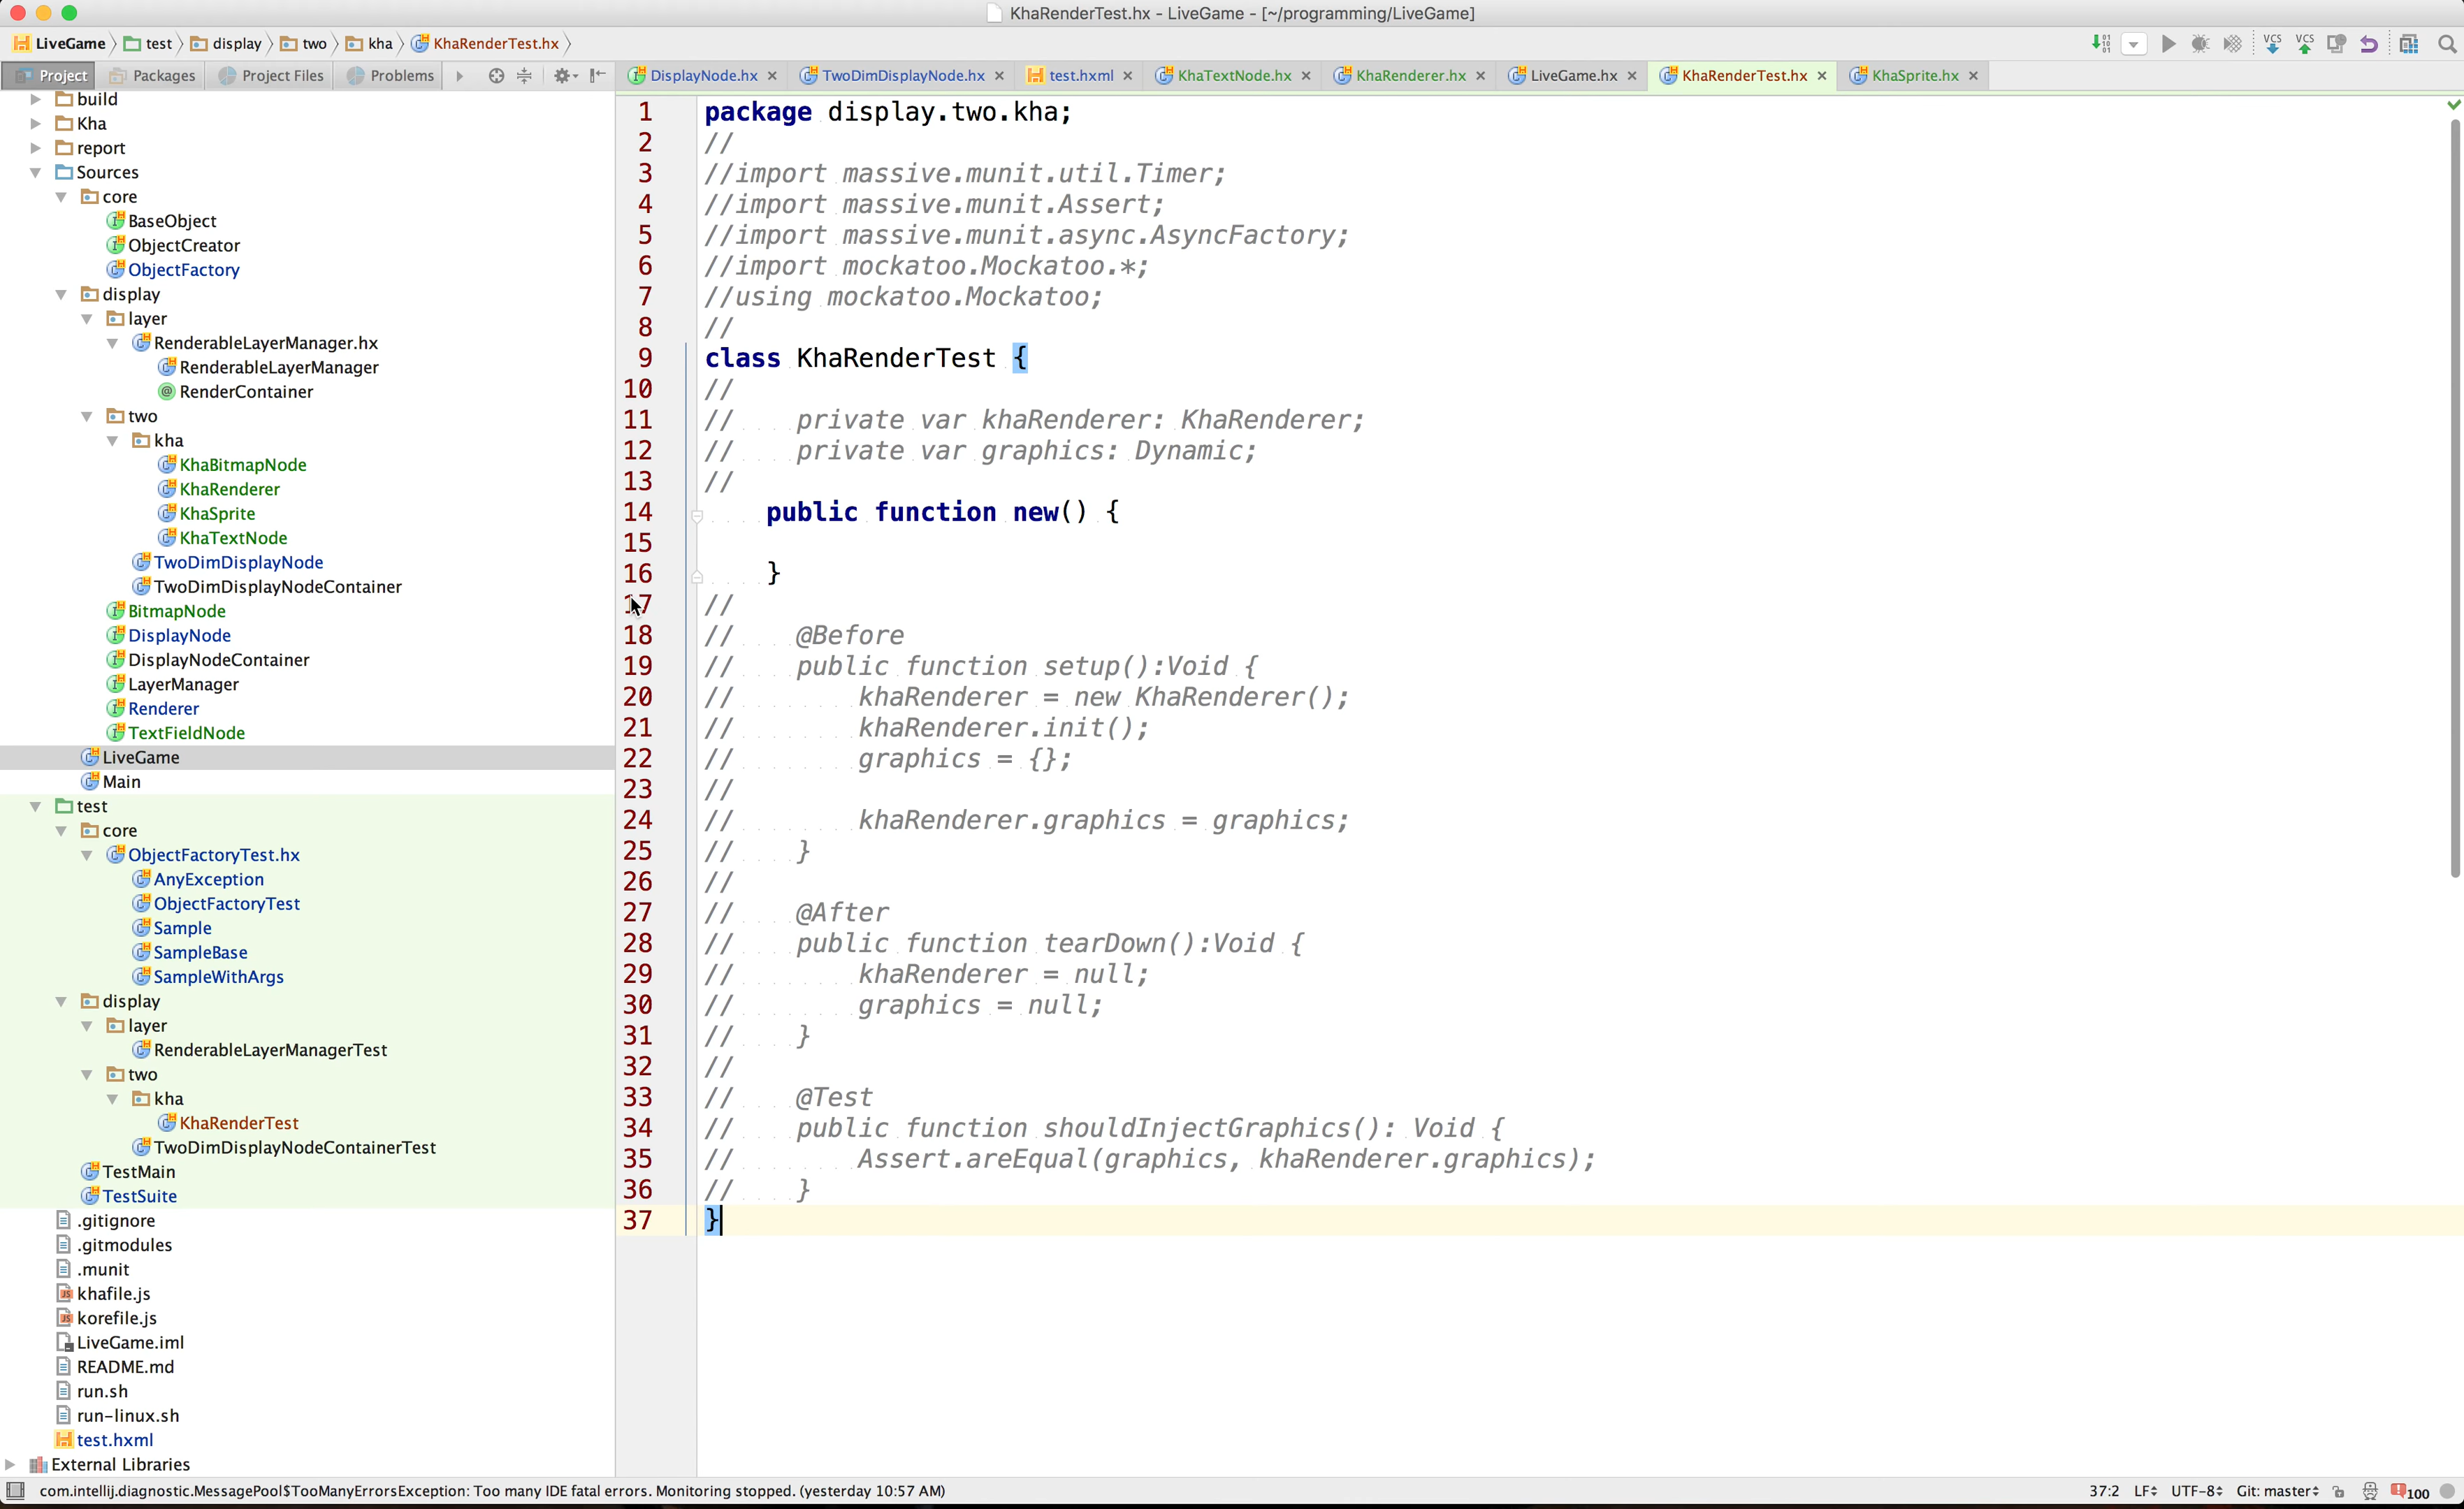 KhaRenderTest.hx - LiveGame - [~/programming/LiveGame]
LiveGame test display two kha KhaRenderTest.hx
Project Packages Project Files Problems
DisplayNode.hx TwoDimDisplayNode.hx test.hxml KhaTextNode.hx KhaRenderer.hx LiveGame.hx KhaRenderTest.hx KhaSprite.hx
build
Kha
report
Sources
core
BaseObject
ObjectCreator
ObjectFactory
display
layer
RenderableLayerManager.hx
RenderableLayerManager
RenderContainer
two
kha
KhaBitmapNode
KhaRenderer
KhaSprite
KhaTextNode
TwoDimDisplayNode
TwoDimDisplayNodeContainer
BitmapNode
DisplayNode
DisplayNodeContainer
LayerManager
Renderer
TextFieldNode
LiveGame
Main
test
core
ObjectFactoryTest.hx
AnyException
ObjectFactoryTest
Sample
SampleBase
SampleWithArgs
display
layer
RenderableLayerManagerTest
two
kha
KhaRenderTest
TwoDimDisplayNodeContainerTest
TestMain
TestSuite
.gitignore
.gitmodules
.munit
khafile.js
korefile.js
LiveGame.iml
README.md
run.sh
run-linux.sh
test.hxml
External Libraries
1 package display.two.kha;
2 //
3 //import massive.munit.util.Timer;
4 //import massive.munit.Assert;
5 //import massive.munit.async.AsyncFactory;
6 //import mockatoo.Mockatoo.*;
7 //using mockatoo.Mockatoo;
8 //
9 class KhaRenderTest {
10 //
11 //    private var khaRenderer: KhaRenderer;
12 //    private var graphics: Dynamic;
13 //
14     public function new() {
15
16     }
17 //
18 //    @Before
19 //    public function setup():Void {
20 //        khaRenderer = new KhaRenderer();
21 //        khaRenderer.init();
22 //        graphics = {};
23 //
24 //        khaRenderer.graphics = graphics;
25 //    }
26 //
27 //    @After
28 //    public function tearDown():Void {
29 //        khaRenderer = null;
30 //        graphics = null;
31 //    }
32 //
33 //    @Test
34 //    public function shouldInjectGraphics(): Void {
35 //        Assert.areEqual(graphics, khaRenderer.graphics);
36 //    }
37 }
com.intellij.diagnostic.MessagePool$TooManyErrorsException: Too many IDE fatal errors. Monitoring stopped. (yesterday 10:57 AM) 37:2 LF UTF-8 Git: master 100